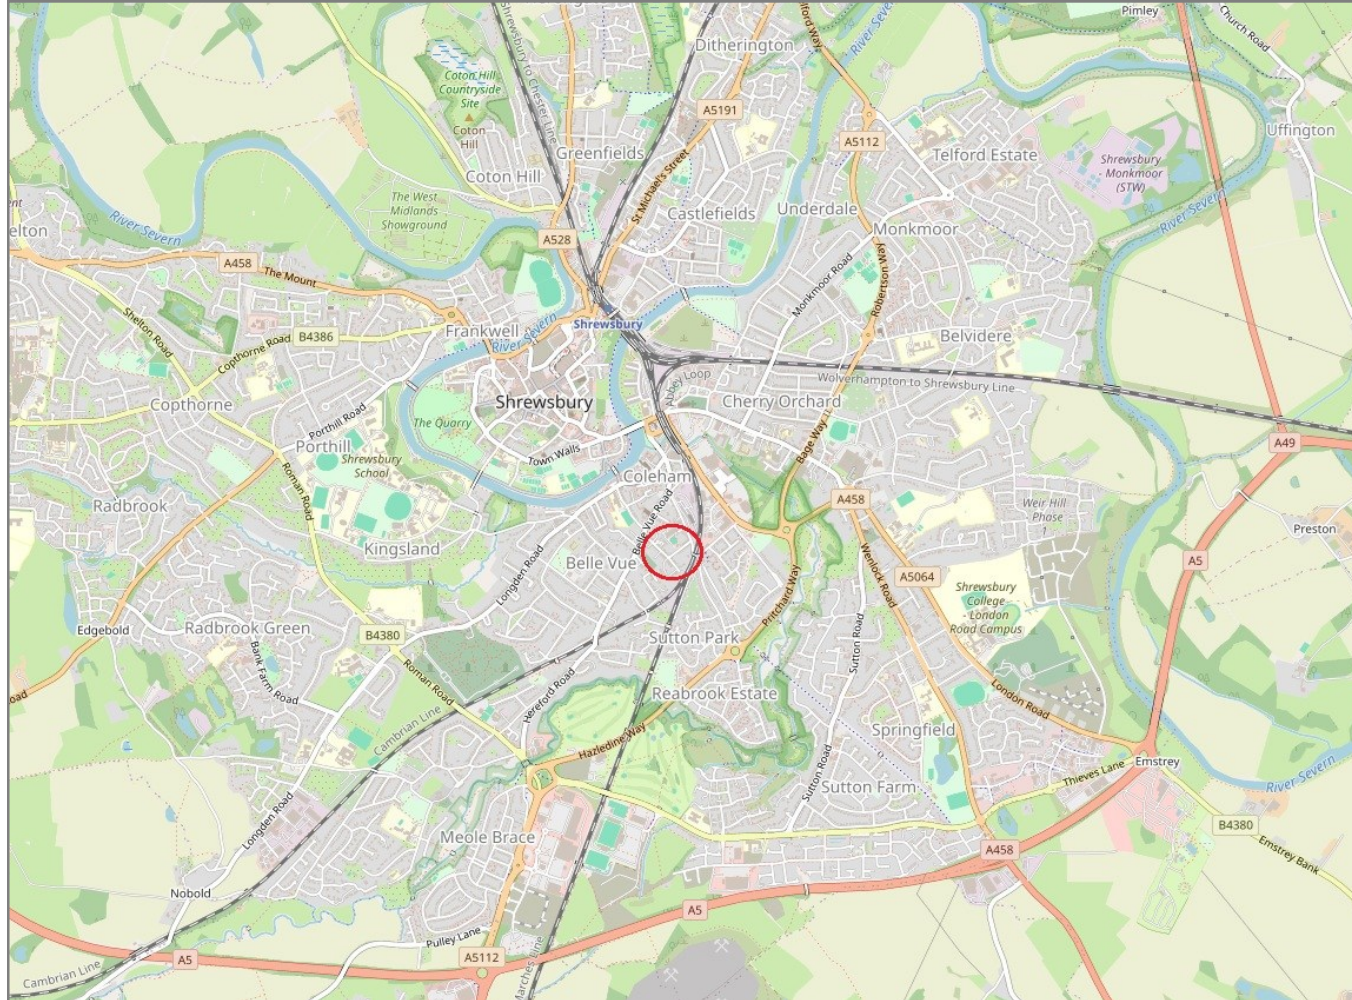 Pimley
Church Road
Shrewsbury to Chester Line
Telford Way
River Severn
Ditherington
Coton Hill
Countryside
Site
Coton
Hill
A5191
A5112
Uffington
Greenfields
Telford Estate
Shrewsbury
- Monkmoor
(STW)
Coton Hill
St Michael's Street
The West
Midlands
Showground
Castlefields
Underdale
River Severn
River Severn
elton
A528
Monkmoor
A458
The Mount
Monkmoor Road
Robertson Way
Shelton Road
Frankwell
River Severn
Shrewsbury
B4386
Copthorne Road
Belvidere
Abbey Loop
Wolverhampton to Shrewsbury Line
Copthorne
Shrewsbury
Cherry Orchard
The Quarry
Porthill Road
Porthill
Bage Way
A49
Shrewsbury
School
Town Walls
Coleham
Roman Road
Radbrook
Belle Vue Road
A458
Weir Hill
Phase
Preston
Kingsland
Belle Vue
Longden Road
A5
Wenlock Road
A5064
Pritchard Way
Shrewsbury
College -
London
Road Campus
Edgebold
Radbrook Green
B4380
Sutton Park
Sutton Road
Bank Farm Road
Roman Road
Hereford Road
Reabrook Estate
London Road
oad
Cambrian Line
Hazledine Way
Springfield
Sutton Road
Thieves Lane
Emstrey
River Severn
Sutton Farm
Longden Road
Meole Brace
B4380
Emstrey Bank
A458
Nobold
A5
Pulley Lane
A5
A5112
Cambrian Line
Marches Line